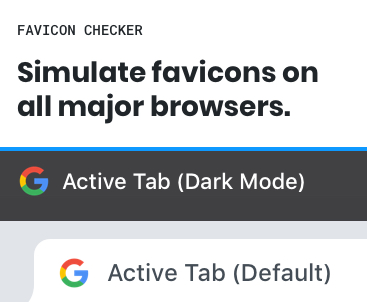 FAVICON CHECKER
Simulate favicons on
all major browsers.
Active Tab (Dark Mode)
Active Tab (Default)